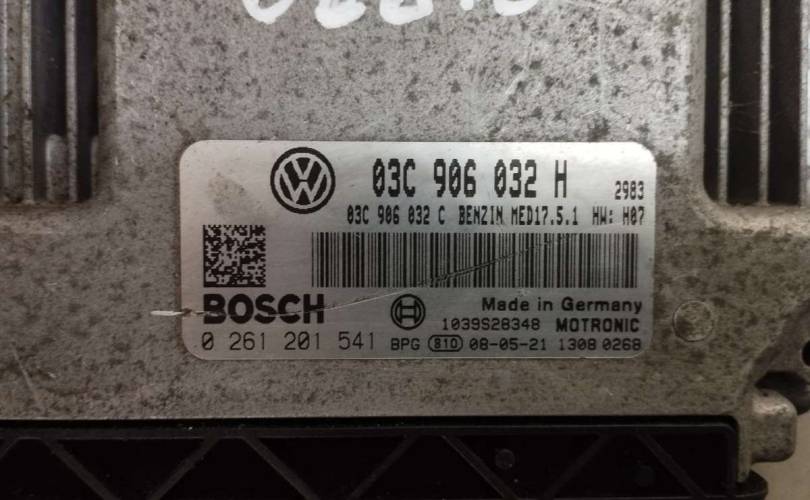 03C 906 032 H 2983
03C 906 032 C BENZIN MED17.5.1 HW: H07
BOSCH Made in Germany
1039S28348 MOTRONIC
0 261 201 541 BPG 810 08-05-21 1308 0268